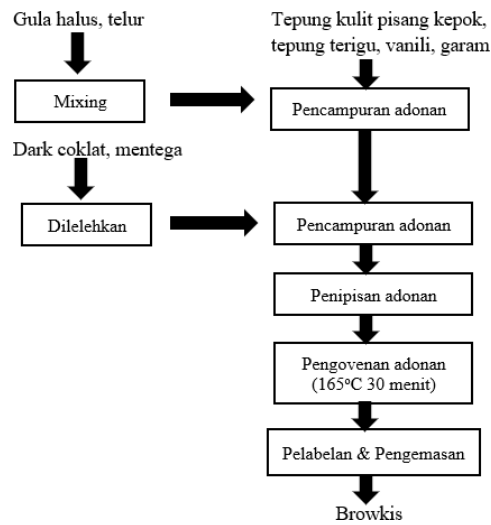 Gula halus, telur
Tepung kulit pisang kepok,
tepung terigu, vanili, garam
Mixing
Pencampuran adonan
Dark coklat, mentega
Dilelehkan
Pencampuran adonan
Penipisan adonan
Pengovenan adonan
(165°C 30 menit)
Pelabelan & Pengemasan
Browkis